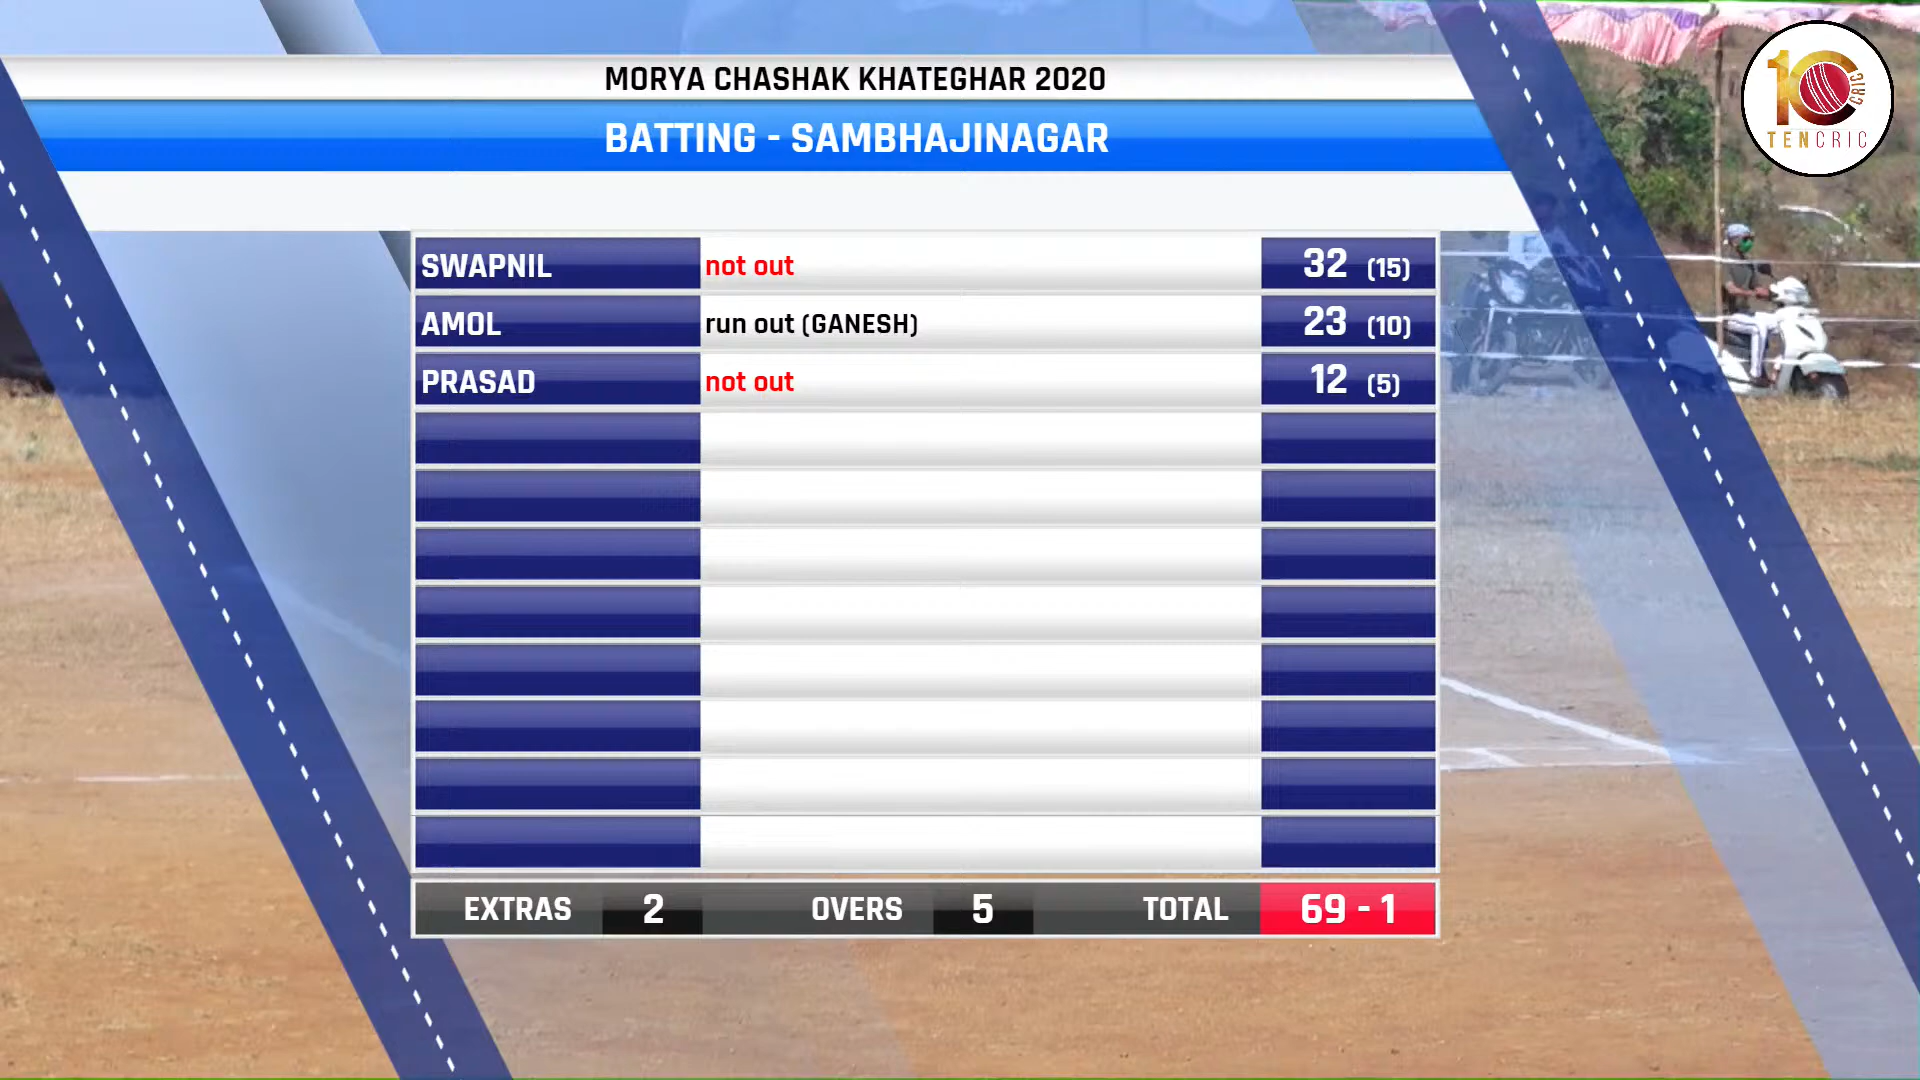 MORYA CHASHAK KHATEGHAR 2020
BATTING - SAMBHAJINAGAR
SWAPNIL not out 32 (15)
AMOL run out (GANESH) 23 (10)
PRASAD not out 12 (5)
EXTRAS 2 OVERS 5 TOTAL 69 - 1
10 CRIC
TENCRIC